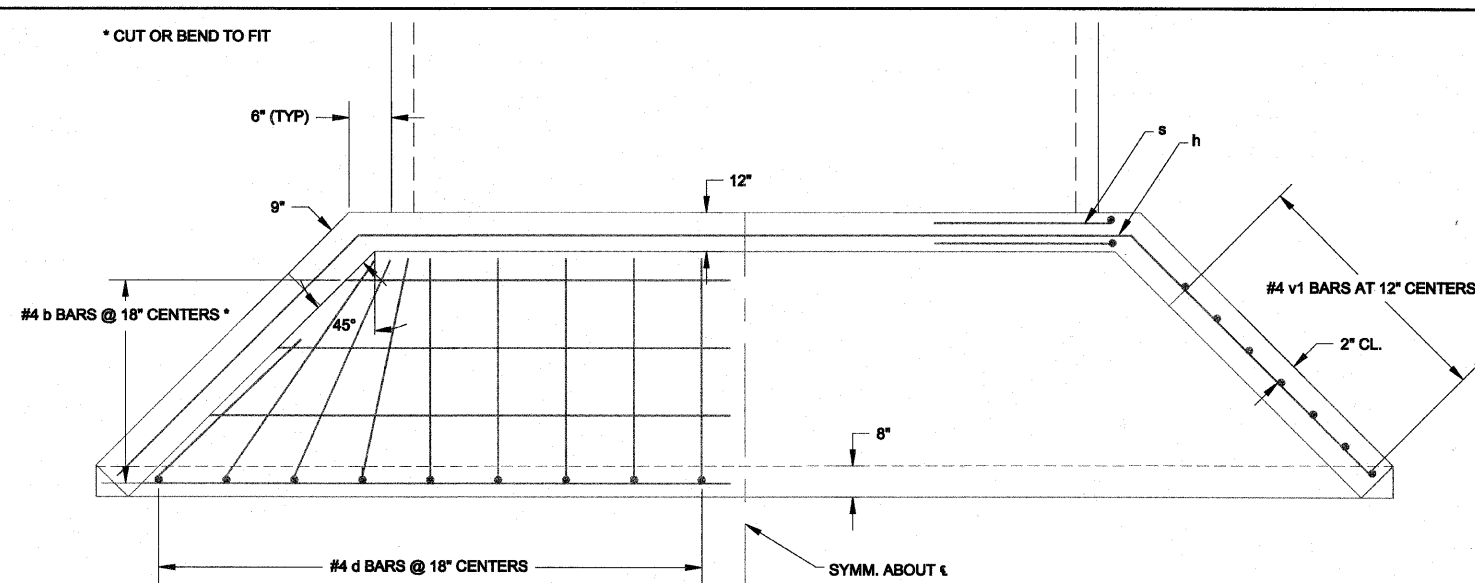 * CUT OR BEND TO FIT
6" (TYP)
s
h
12"
9"
#4 v1 BARS AT 12" CENTERS
#4 b BARS @ 18" CENTERS *
45°
2" CL.
8"
#4 d BARS @ 18" CENTERS
SYMM. ABOUT ℄